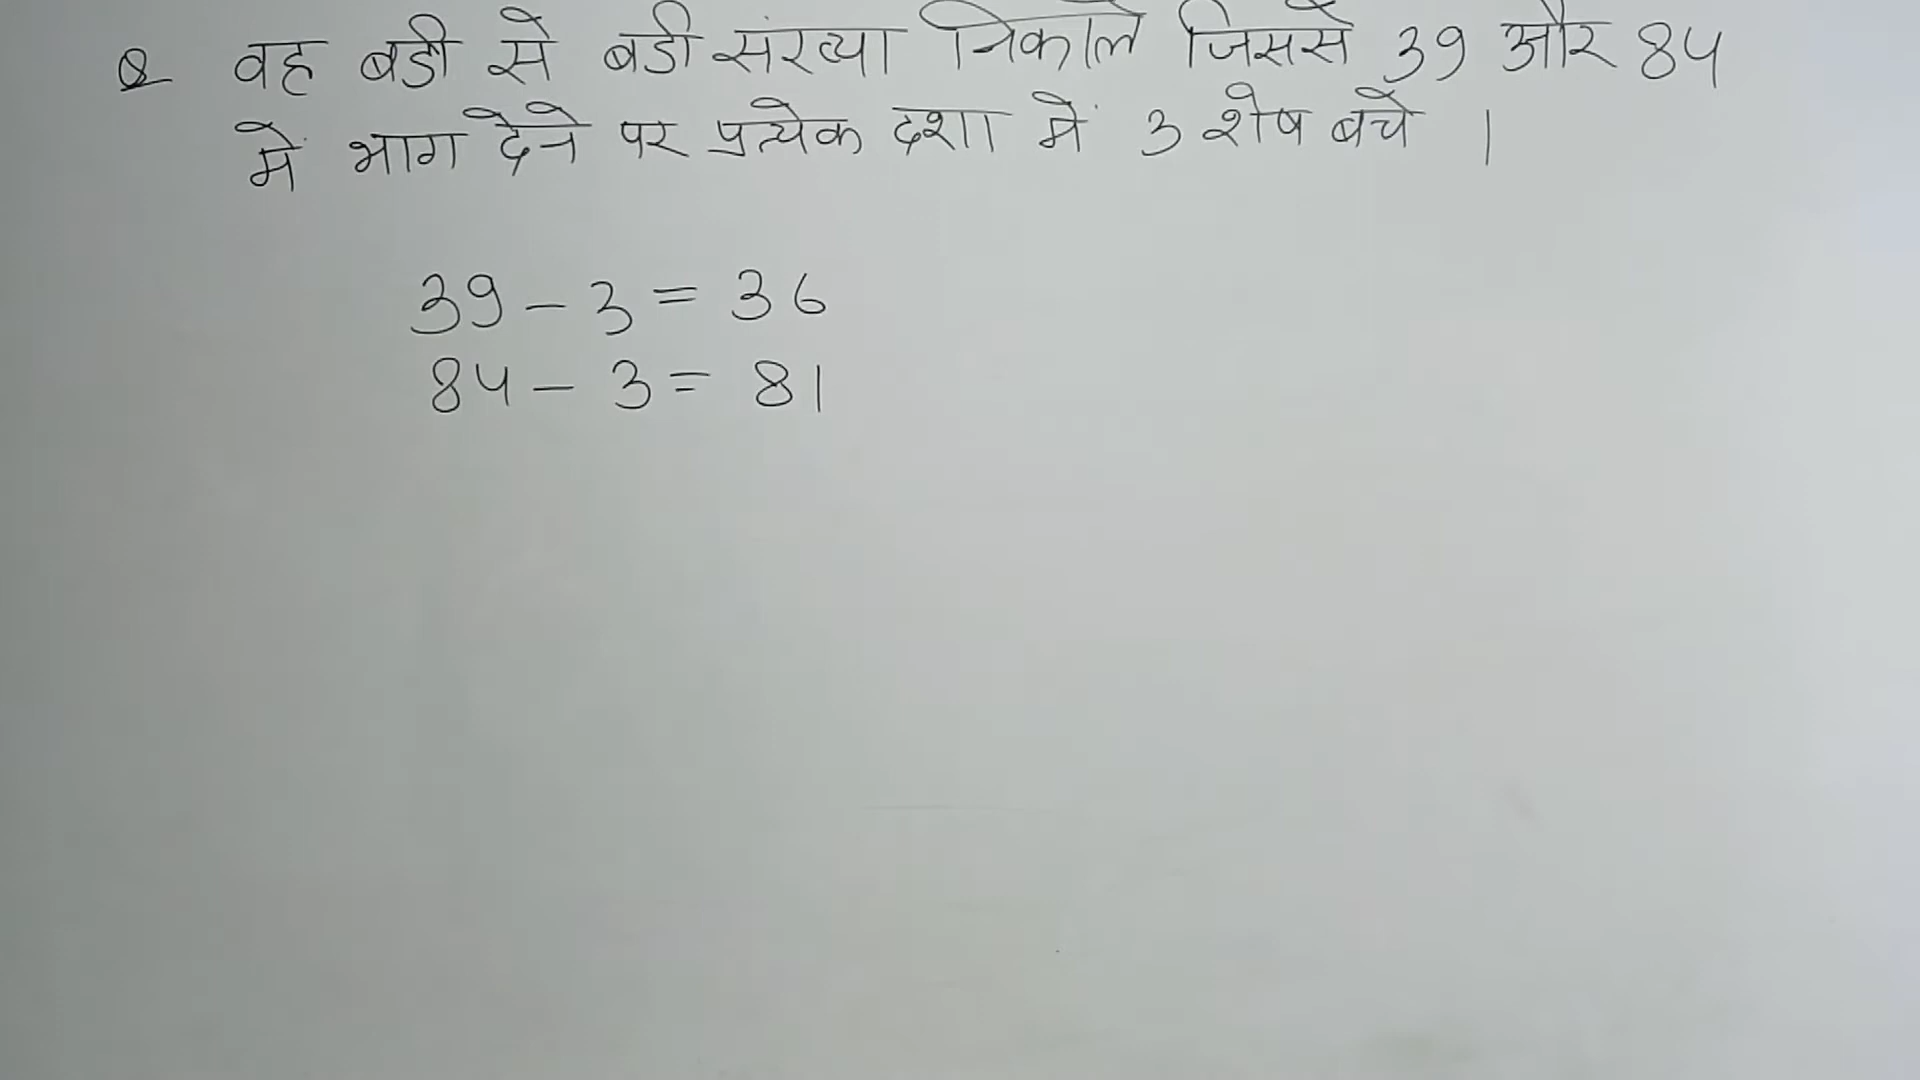 Q वह बडी से बडी संख्या निकाले जिससे 39 और 84
में भाग देने पर प्रत्येक दशा में 3 शेष बचे ।
39 - 3 = 36
84 - 3 = 81